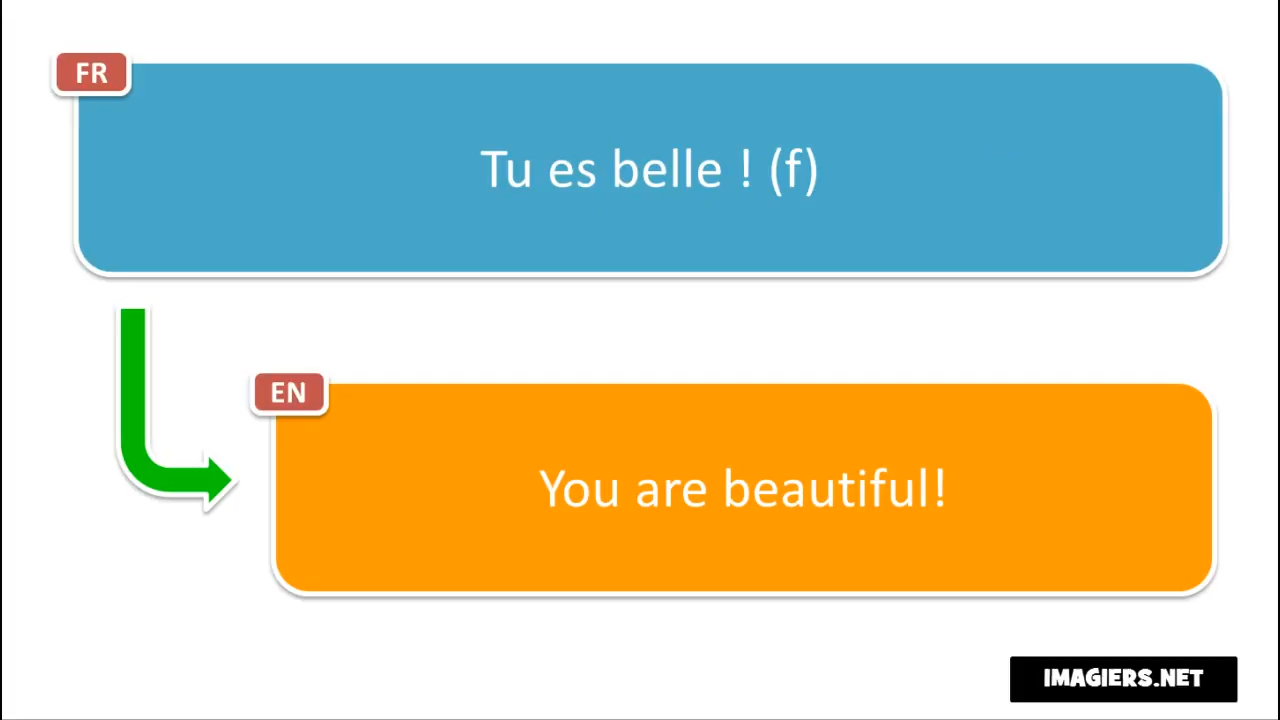 FR
Tu es belle ! (f)
EN
You are beautiful!
IMAGIERS.NET